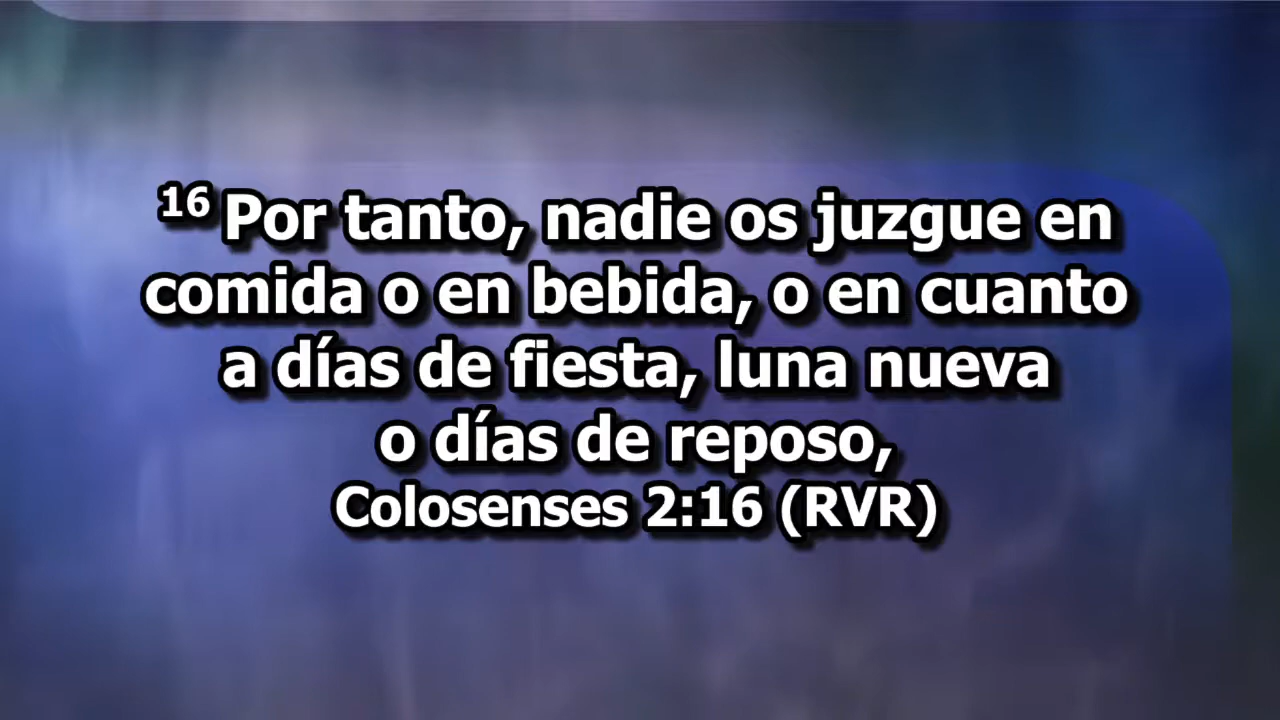 16 Por tanto, nadie os juzgue en
comida o en bebida, o en cuanto
a días de fiesta, luna nueva
o días de reposo,
Colosenses 2:16 (RVR)